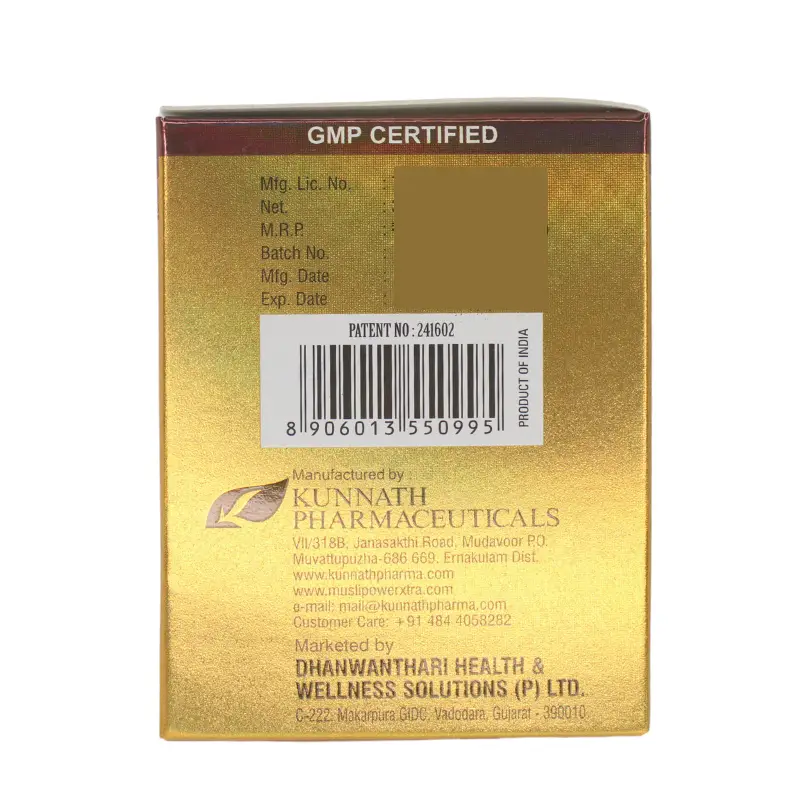 GMP CERTIFIED
Mfg. Lic. No. :
Net. :
M.R.P. :
Batch No. :
Mfg. Date :
Exp. Date :
PATENT NO : 241602
8 906013 550995
PRODUCT OF INDIA
Manufactured by :
KUNNATH
PHARMACEUTICALS
VII/318B, Janasakthi Road, Mudavoor P.O.
Muvattupuzha-686 669. Ernakulam Dist.
www.kunnathpharma.com
www.muslipowerxtra.com
e-mail: mail@kunnathpharma.com
Customer Care: +91 484 4058282
Marketed by
DHANWANTHARI HEALTH &
WELLNESS SOLUTIONS (P) LTD.
C-222, Makarpura GIDC, Vadodara, Gujarat - 390010.